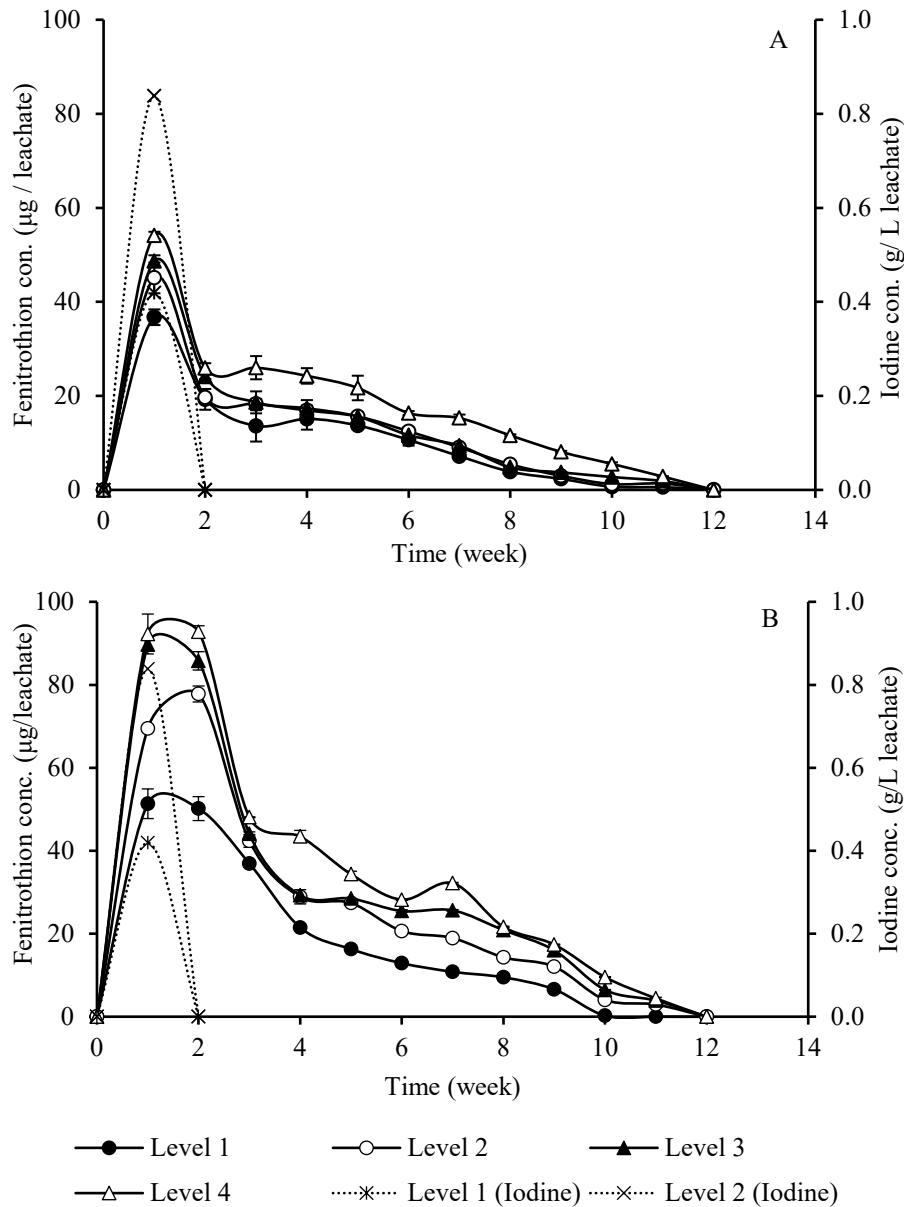 A
Fenitrothion con. (µg / leachate)
100
80
60
40
20
0
1.0
0.8
0.6
0.4
0.2
0.0
Iodine con. (g/ L leachate)
0 2 4 6 8 10 12 14
Time (week)
B
Fenitrothion conc. (µg/leachate)
100
80
60
40
20
0
1.0
0.8
0.6
0.4
0.2
0.0
Iodine conc. (g/L leachate)
0 2 4 6 8 10 12 14
Time (week)
Level 1 Level 2 Level 3
Level 4 Level 1 (Iodine) Level 2 (Iodine)